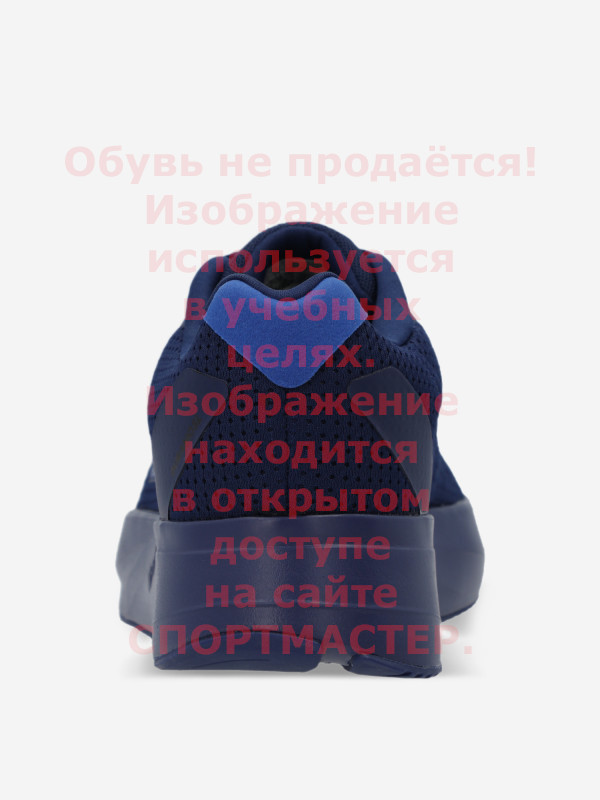 Обувь не продаётся!
Изображение
используется
в учебных
целях.
Изображение
находится
в открытом
доступе
на сайте
СПОРТМАСТЕР.